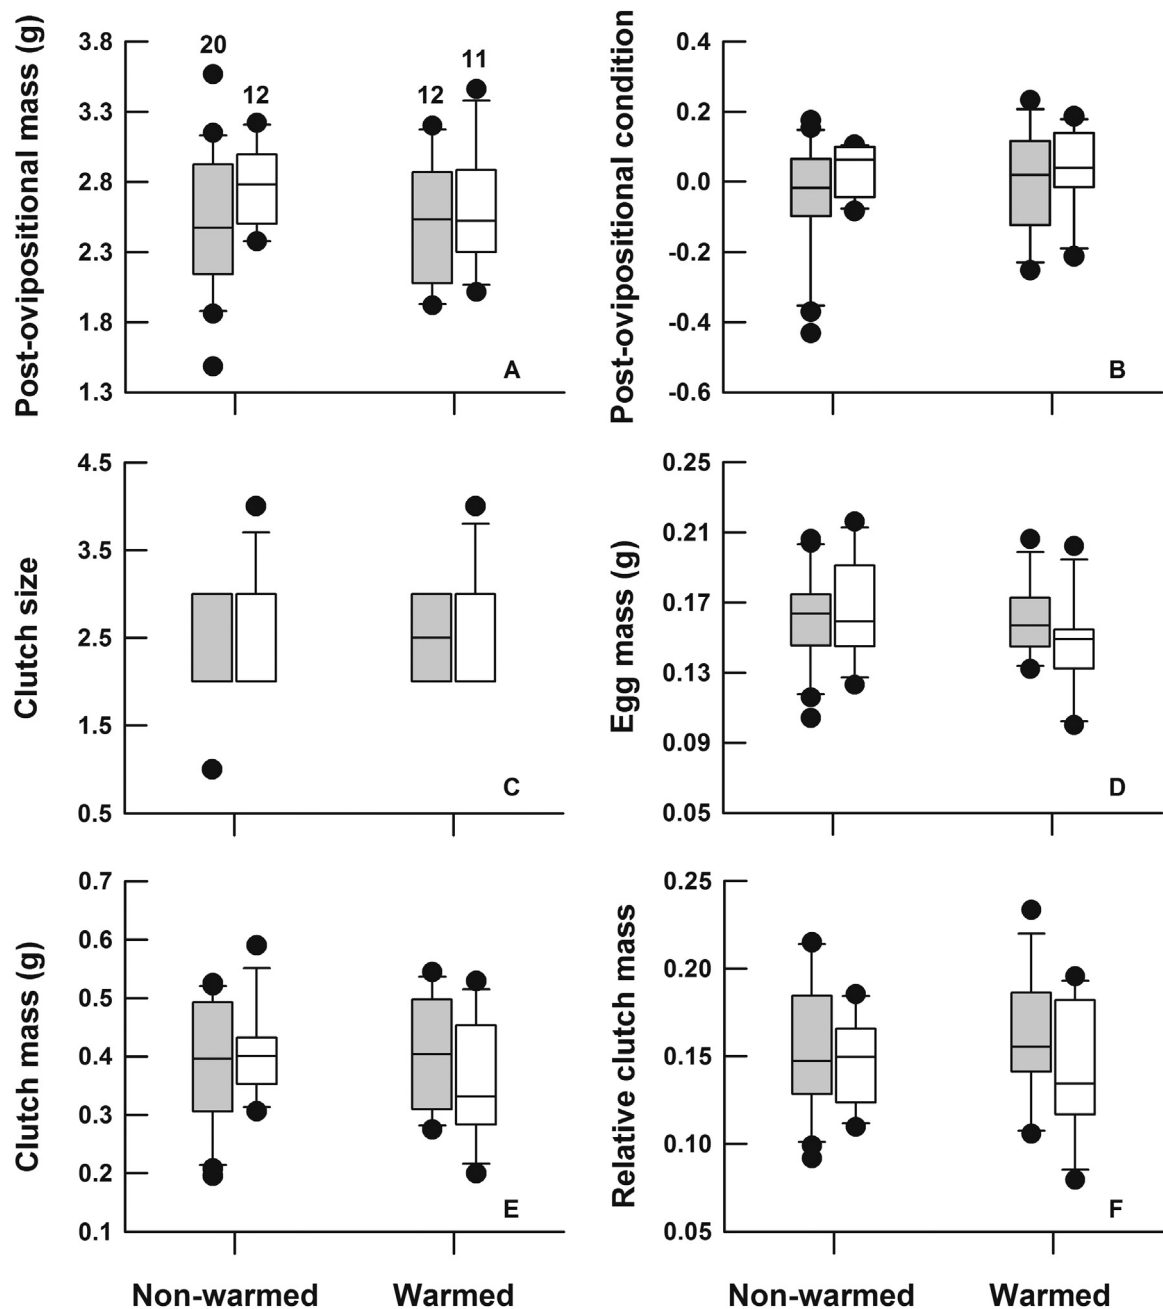 Post-ovipositional mass (g)
3.8
3.3
2.8
2.3
1.8
1.3
20
12
12
11
A
Post-ovipositional condition
0.4
0.2
0.0
-0.2
-0.4
-0.6
B
Clutch size
4.5
3.5
2.5
1.5
0.5
C
Egg mass (g)
0.25
0.21
0.17
0.13
0.09
0.05
D
Clutch mass (g)
0.7
0.6
0.5
0.4
0.3
0.2
0.1
E
Non-warmed Warmed
Relative clutch mass
0.25
0.20
0.15
0.10
0.05
F
Non-warmed Warmed